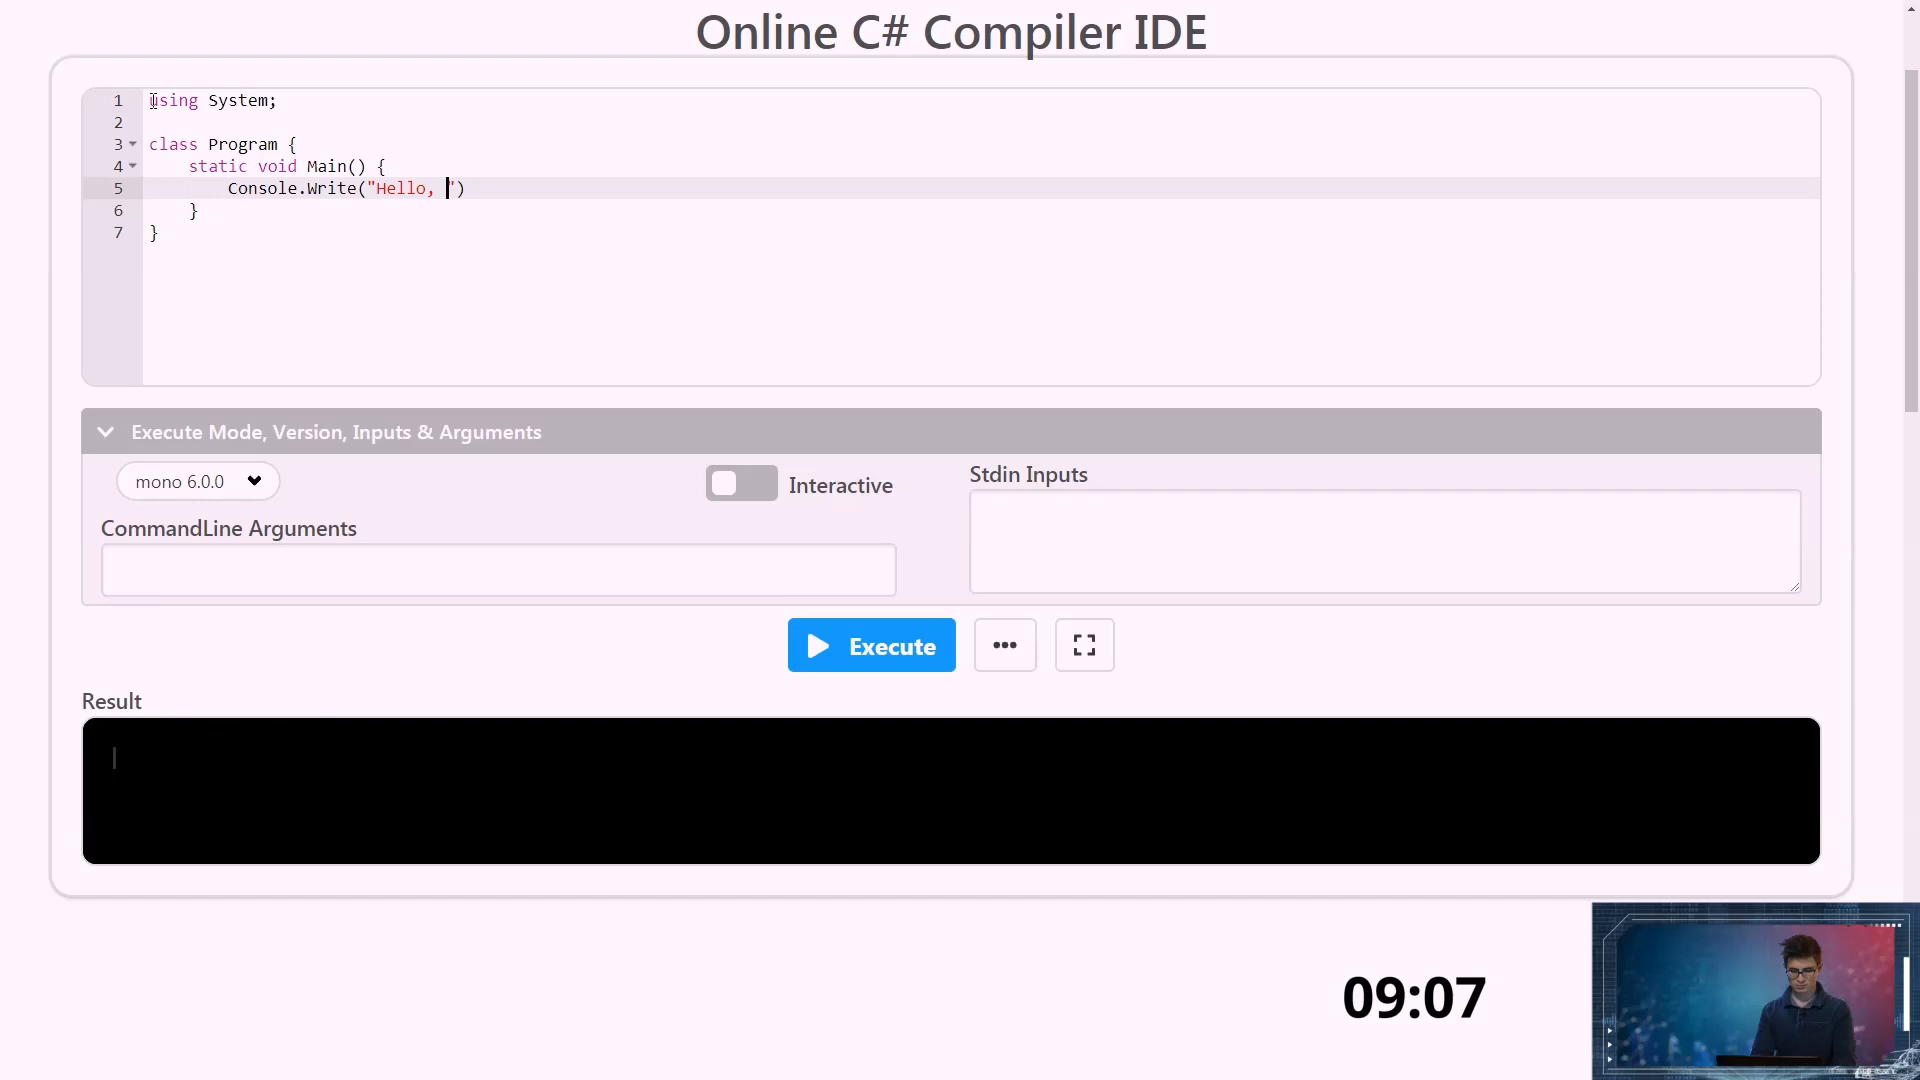 Online C# Compiler IDE
1 using System;
2
3 class Program {
4     static void Main() {
5         Console.Write("Hello, ")
6     }
7 }
Execute Mode, Version, Inputs & Arguments
mono 6.0.0
Interactive
Stdin Inputs
CommandLine Arguments
Execute
Result
09:07